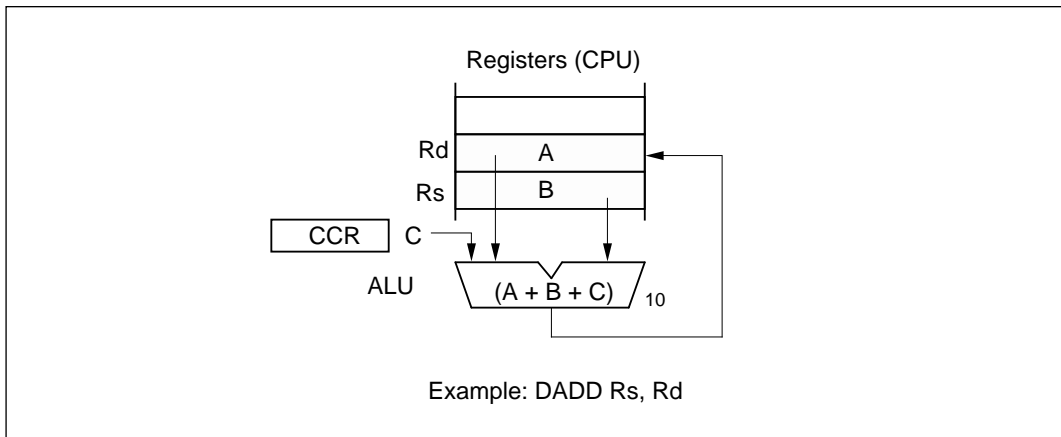 Registers (CPU)
Rd
A
Rs
B
CCR
C
ALU
(A + B + C)
10
Example: DADD Rs, Rd